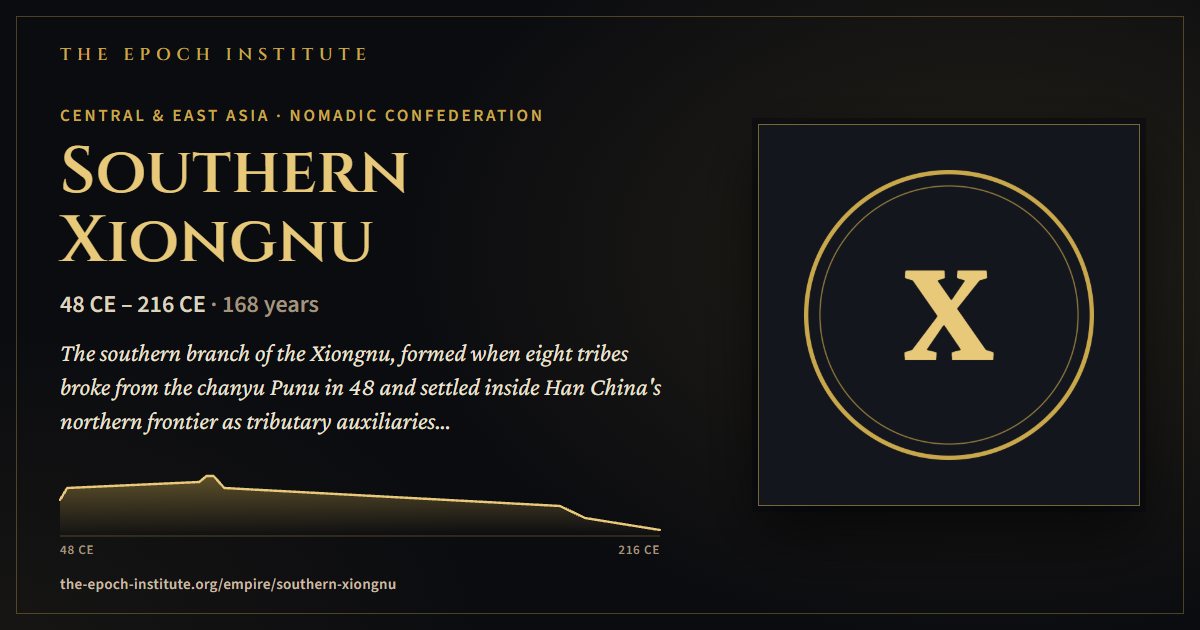 THE EPOCH INSTITUTE
CENTRAL & EAST ASIA · NOMADIC CONFEDERATION
SOUTHERN
XIONGNU
48 CE – 216 CE · 168 years
The southern branch of the Xiongnu, formed when eight tribes
broke from the chanyu Punu in 48 and settled inside Han China's
northern frontier as tributary auxiliaries...
X
48 CE
216 CE
the-epoch-institute.org/empire/southern-xiongnu